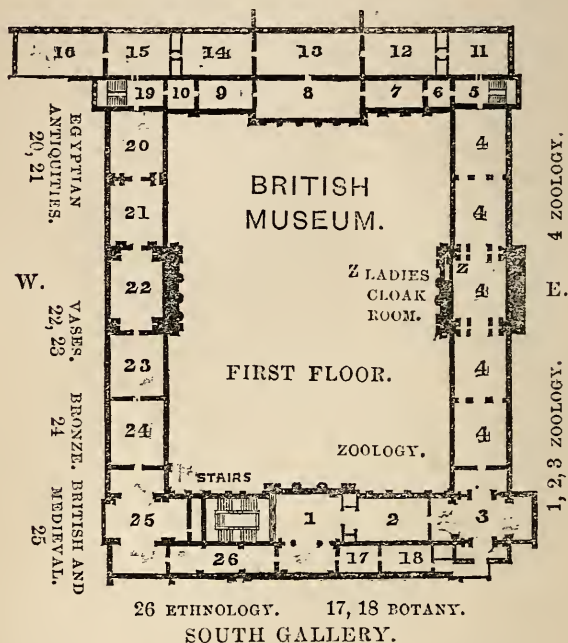 16 15 14 13 12 11
19 10 9 8 7 6 5
20 4
21 4
22 4
23 4
24 4
25 1 2 3
26 17 18
BRITISH
MUSEUM.
Z LADIES
CLOAK
ROOM.
Z
FIRST FLOOR.
ZOOLOGY.
STAIRS
EGYPTIAN
ANTIQUITIES.
20, 21
W.
VASES.
22, 23
BRONZE.
24
BRITISH AND
MEDIEVAL.
25
4 ZOOLOGY.
E.
1, 2, 3 ZOOLOGY.
26 ETHNOLOGY. 17, 18 BOTANY.
SOUTH GALLERY.